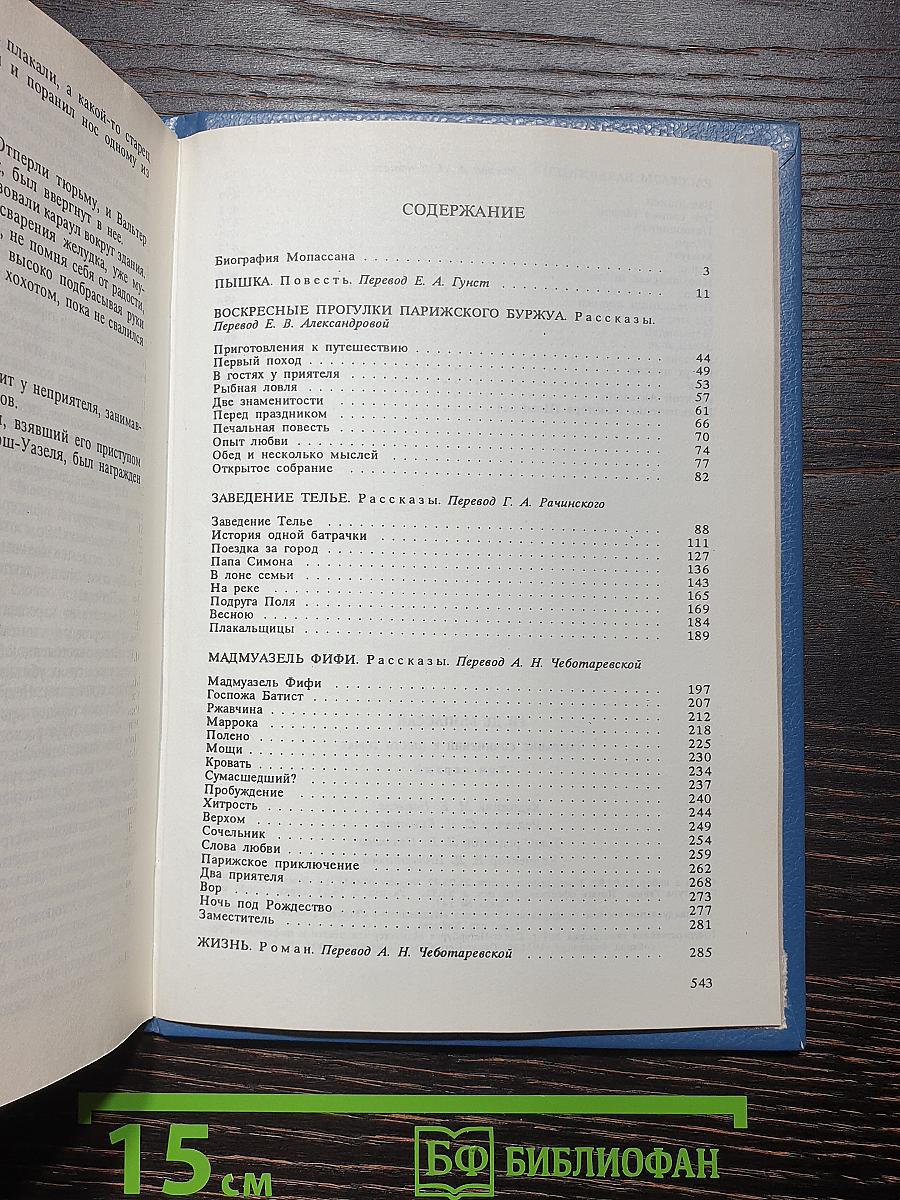 плакали, а какой-то старец
и поранил нос одному из
Отперли тюрьму, и Вальтер
был ввергнут в нее.
вовали караул вокруг здания.
сварения желудка, уже му-
не помня себя от радости,
высоко подбрасывая руки
хохотом, пока не свалился
ит у неприятеля, занимав-
ов.
взявший его приступом
ош-Уазеля, был награжден
СОДЕРЖАНИЕ
Биография Мопассана . . . 3
ПЫШКА. Повесть. Перевод Е. А. Гунст . . . 11
ВОСКРЕСНЫЕ ПРОГУЛКИ ПАРИЖСКОГО БУРЖУА. Рассказы.
Перевод Е. В. Александровой
Приготовления к путешествию . . . 44
Первый поход . . . 49
В гостях у приятеля . . . 53
Рыбная ловля . . . 57
Две знаменитости . . . 61
Перед праздником . . . 66
Печальная повесть . . . 70
Опыт любви . . . 74
Обед и несколько мыслей . . . 77
Открытое собрание . . . 82
ЗАВЕДЕНИЕ ТЕЛЬЕ. Рассказы. Перевод Г. А. Рачинского
Заведение Телье . . . 88
История одной батрачки . . . 111
Поездка за город . . . 127
Папа Симона . . . 136
В лоне семьи . . . 143
На реке . . . 165
Подруга Поля . . . 169
Весною . . . 184
Плакальщицы . . . 189
МАДМУАЗЕЛЬ ФИФИ. Рассказы. Перевод А. Н. Чеботаревской
Мадмуазель Фифи . . . 197
Госпожа Батист . . . 207
Ржавчина . . . 212
Маррока . . . 218
Полено . . . 225
Мощи . . . 230
Кровать . . . 234
Сумасшедший? . . . 237
Пробуждение . . . 240
Хитрость . . . 244
Верхом . . . 249
Сочельник . . . 254
Слова любви . . . 259
Парижское приключение . . . 262
Два приятеля . . . 268
Вор . . . 273
Ночь под Рождество . . . 277
Заместитель . . . 281
ЖИЗНЬ. Роман. Перевод А. Н. Чеботаревской . . . 285
543
15 см
БФ БИБЛИОФАН